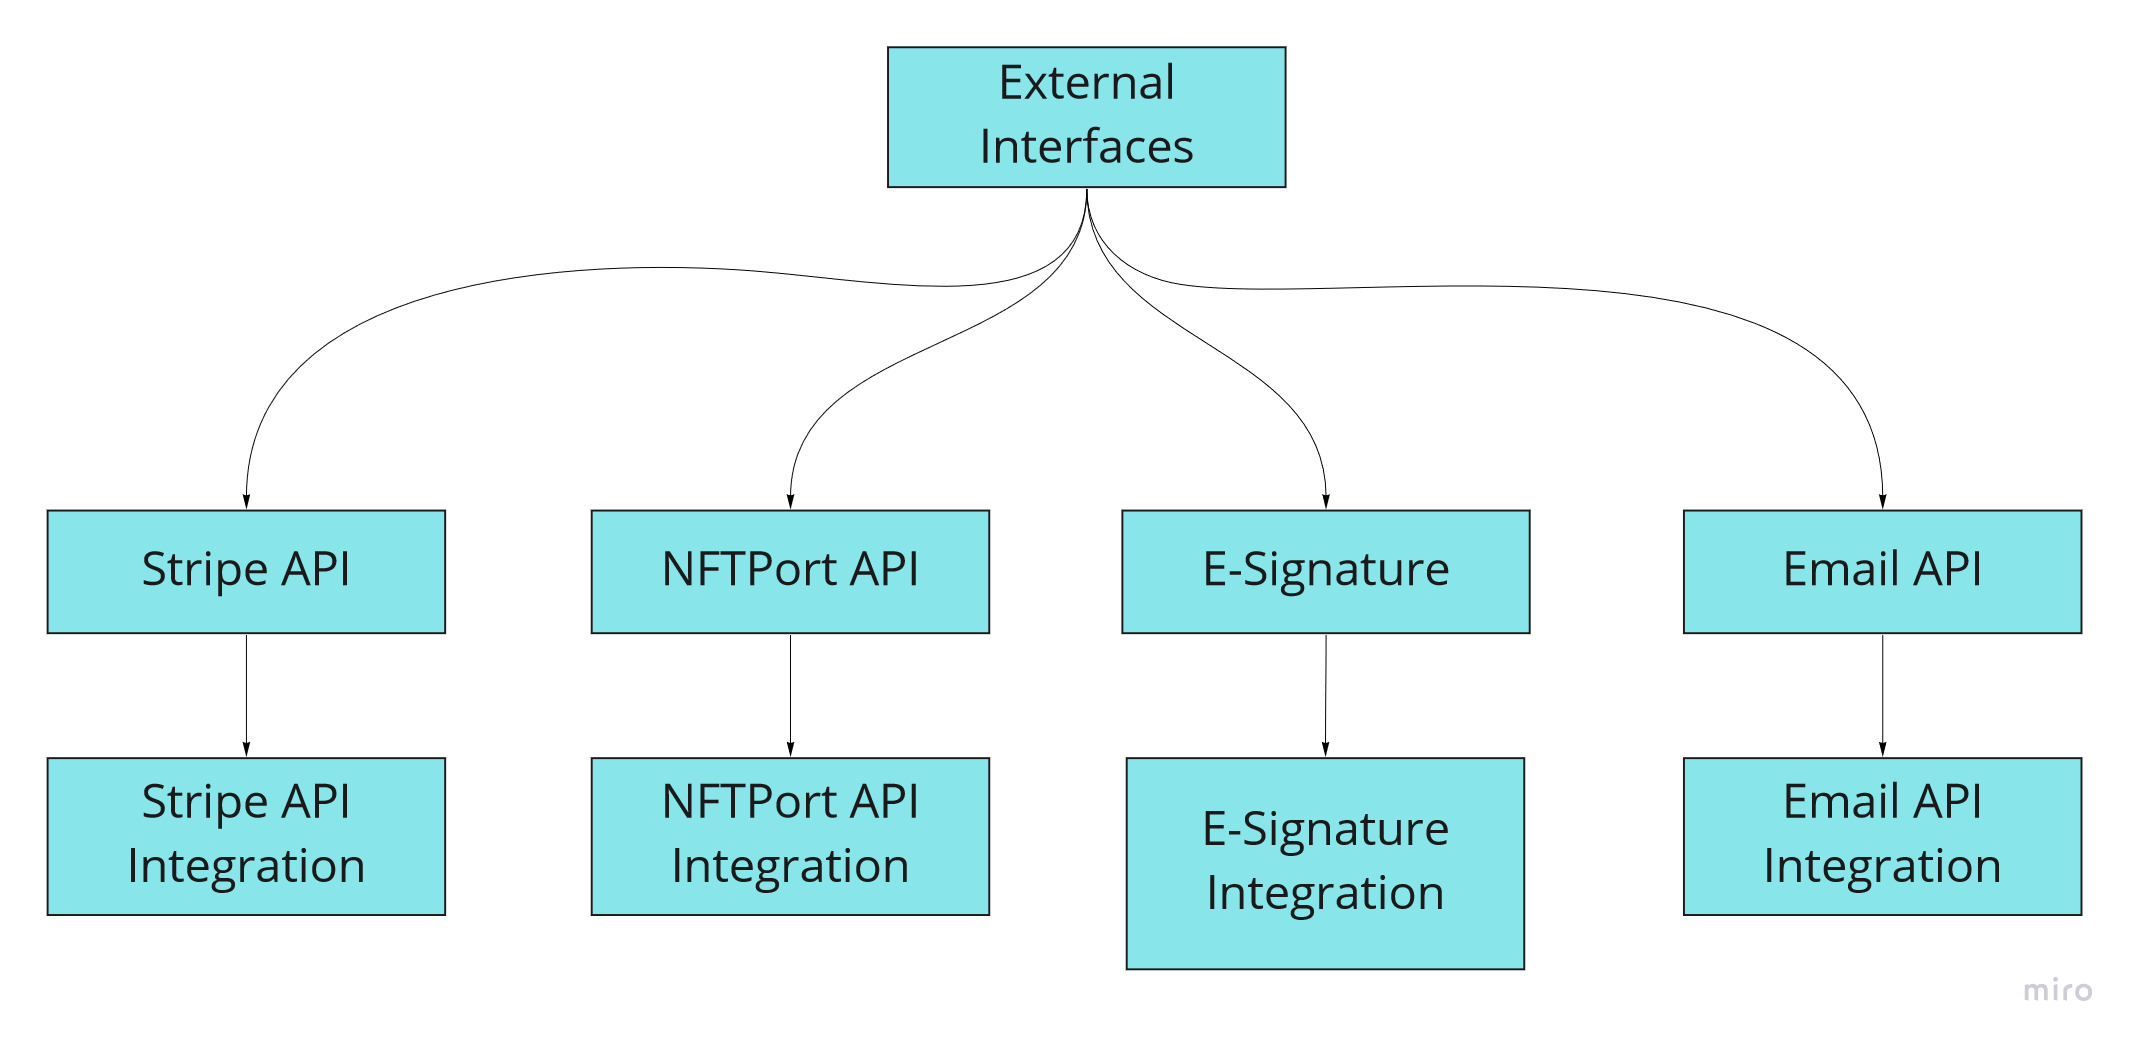 External
Interfaces
Stripe API
NFTPort API
E-Signature
Email API
Stripe API
Integration
NFTPort API
Integration
E-Signature
Integration
Email API
Integration
miro